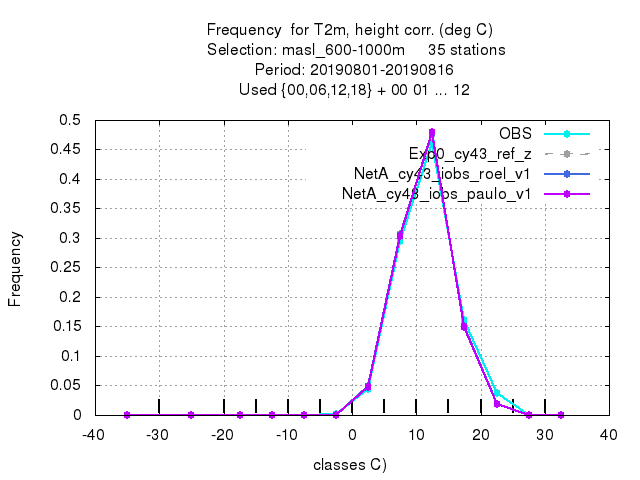 Frequency  for T2m, height corr. (deg C)
Selection: masl_600-1000m     35 stations
Period: 20190801-20190816
Used {00,06,12,18} + 00 01 ... 12
0.5
0.45
0.4
0.35
0.3
0.25
0.2
0.15
0.1
0.05
0
Frequency
OBS
Exp0_cy43_ref_z
NetA_cy43_iobs_roel_v1
NetA_cy43_iobs_paulo_v1
-40 -30 -20 -10 0 10 20 30 40
classes C)